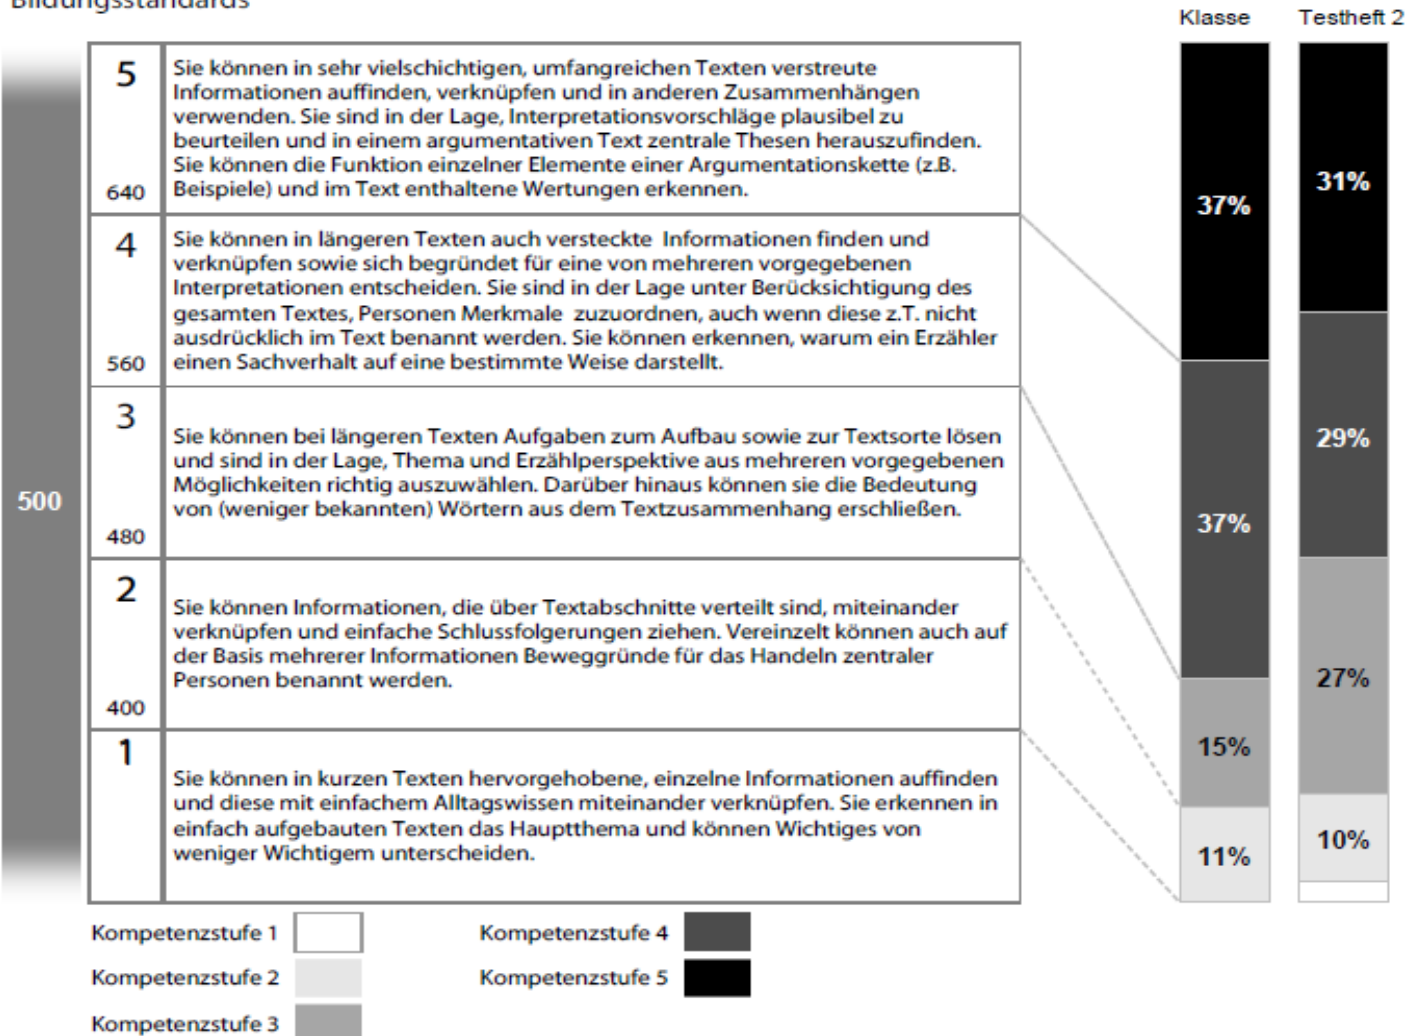 Bildungsstandards
Klasse
Testheft 2
5
Sie können in sehr vielschichtigen, umfangreichen Texten verstreute
Informationen auffinden, verknüpfen und in anderen Zusammenhängen
verwenden. Sie sind in der Lage, Interpretationsvorschläge plausibel zu
beurteilen und in einem argumentativen Text zentrale Thesen herauszufinden.
Sie können die Funktion einzelner Elemente einer Argumentationskette (z.B.
Beispiele) und im Text enthaltene Wertungen erkennen.
640
4
Sie können in längeren Texten auch versteckte Informationen finden und
verknüpfen sowie sich begründet für eine von mehreren vorgegebenen
Interpretationen entscheiden. Sie sind in der Lage unter Berücksichtigung des
gesamten Textes, Personen Merkmale zuzuordnen, auch wenn diese z.T. nicht
ausdrücklich im Text benannt werden. Sie können erkennen, warum ein Erzähler
einen Sachverhalt auf eine bestimmte Weise darstellt.
560
3
Sie können bei längeren Texten Aufgaben zum Aufbau sowie zur Textsorte lösen
und sind in der Lage, Thema und Erzählperspektive aus mehreren vorgegebenen
Möglichkeiten richtig auszuwählen. Darüber hinaus können sie die Bedeutung
von (weniger bekannten) Wörtern aus dem Textzusammenhang erschließen.
480
500
2
Sie können Informationen, die über Textabschnitte verteilt sind, miteinander
verknüpfen und einfache Schlussfolgerungen ziehen. Vereinzelt können auch auf
der Basis mehrerer Informationen Beweggründe für das Handeln zentraler
Personen benannt werden.
400
1
Sie können in kurzen Texten hervorgehobene, einzelne Informationen auffinden
und diese mit einfachem Alltagswissen miteinander verknüpfen. Sie erkennen in
einfach aufgebauten Texten das Hauptthema und können Wichtiges von
weniger Wichtigem unterscheiden.
37%
37%
15%
11%
31%
29%
27%
10%
Kompetenzstufe 1
Kompetenzstufe 2
Kompetenzstufe 3
Kompetenzstufe 4
Kompetenzstufe 5